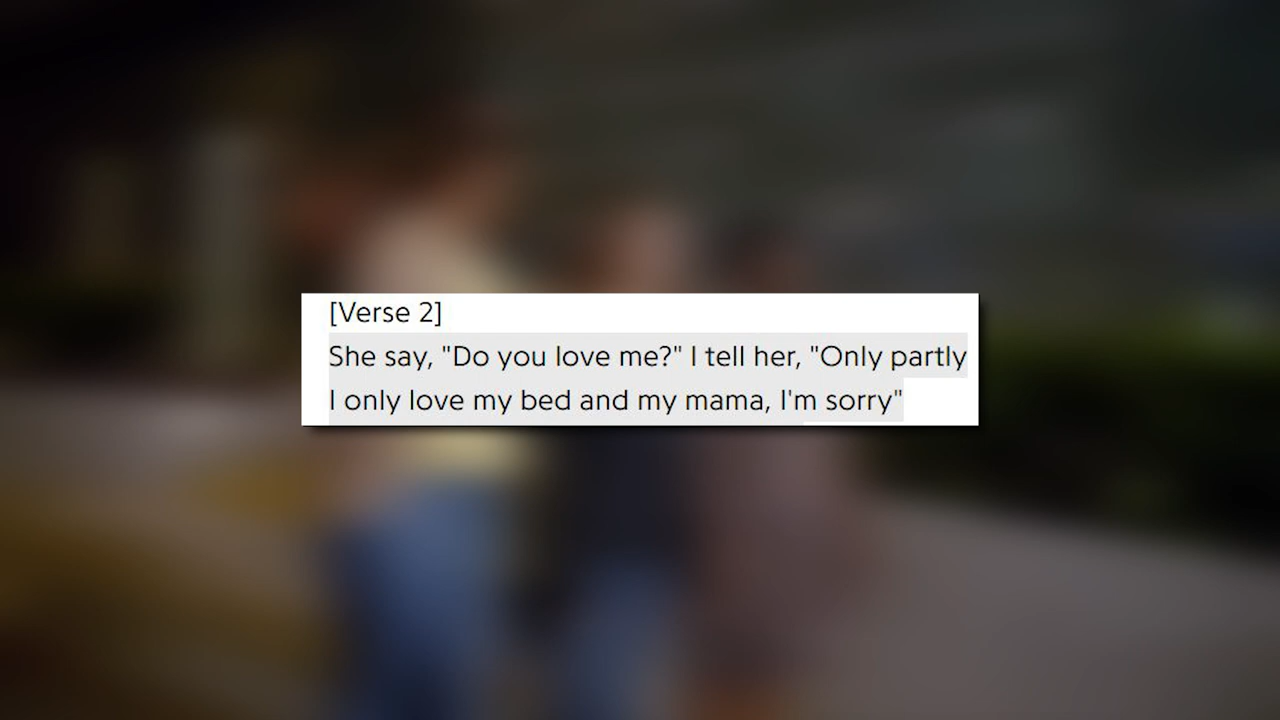 [Verse 2]
She say, "Do you love me?" I tell her, "Only partly
I only love my bed and my mama, I'm sorry"